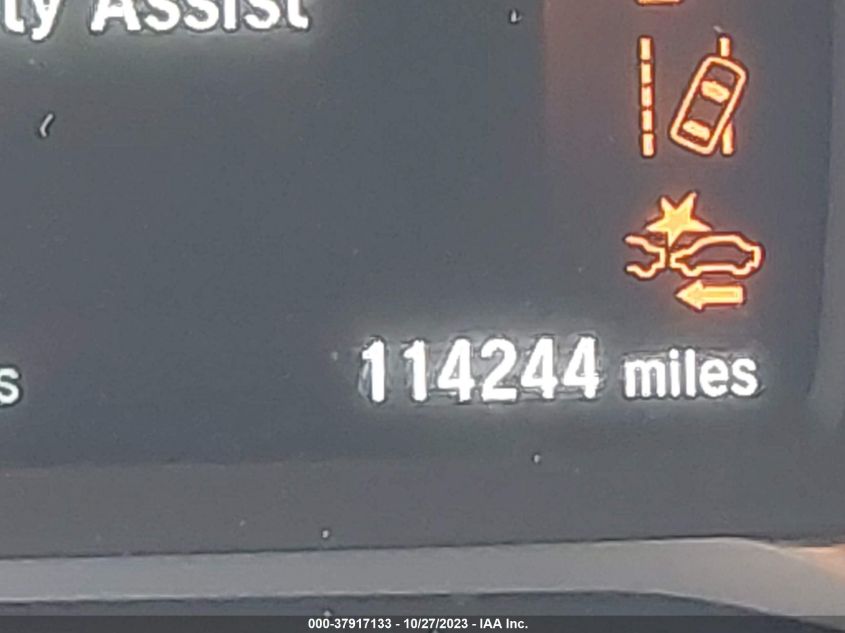 ty Assist
s
114244 miles
000-37917133 - 10/27/2023 - IAA Inc.